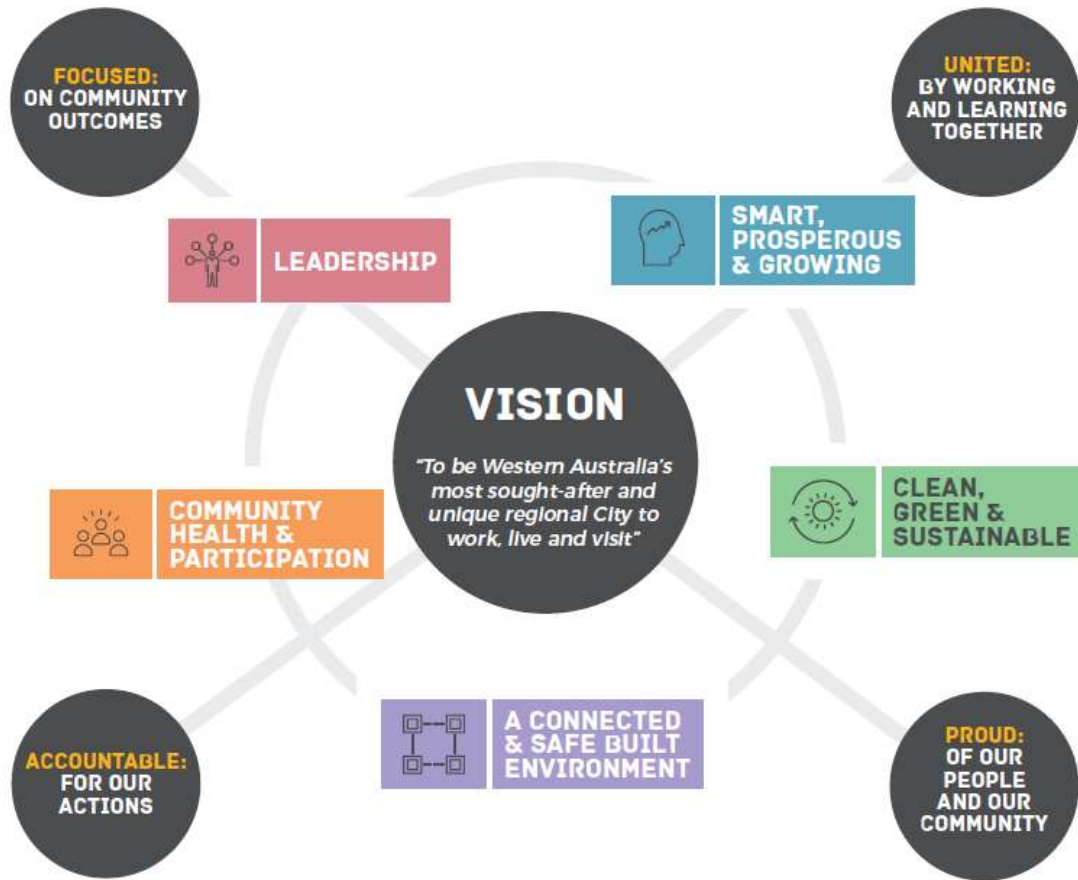 FOCUSED:
ON COMMUNITY
OUTCOMES
UNITED:
BY WORKING
AND LEARNING
TOGETHER
LEADERSHIP
SMART,
PROSPEROUS
& GROWING
VISION
"To be Western Australia's
most sought-after and
unique regional City to
work, live and visit"
COMMUNITY
HEALTH &
PARTICIPATION
CLEAN,
GREEN &
SUSTAINABLE
ACCOUNTABLE:
FOR OUR
ACTIONS
A CONNECTED
& SAFE BUILT
ENVIRONMENT
PROUD:
OF OUR
PEOPLE
AND OUR
COMMUNITY